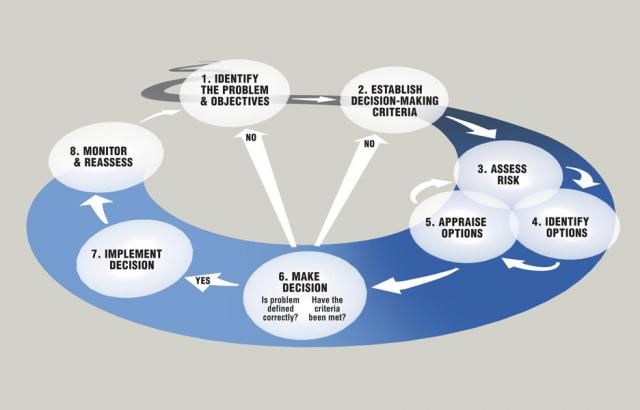 1. IDENTIFY
THE PROBLEM
& OBJECTIVES
2. ESTABLISH
DECISION-MAKING
CRITERIA
3. ASSESS
RISK
4. IDENTIFY
OPTIONS
5. APPRAISE
OPTIONS
6. MAKE
DECISION
Is problem
defined
correctly?
Have the
criteria
been met?
NO
NO
YES
7. IMPLEMENT
DECISION
8. MONITOR
& REASSESS